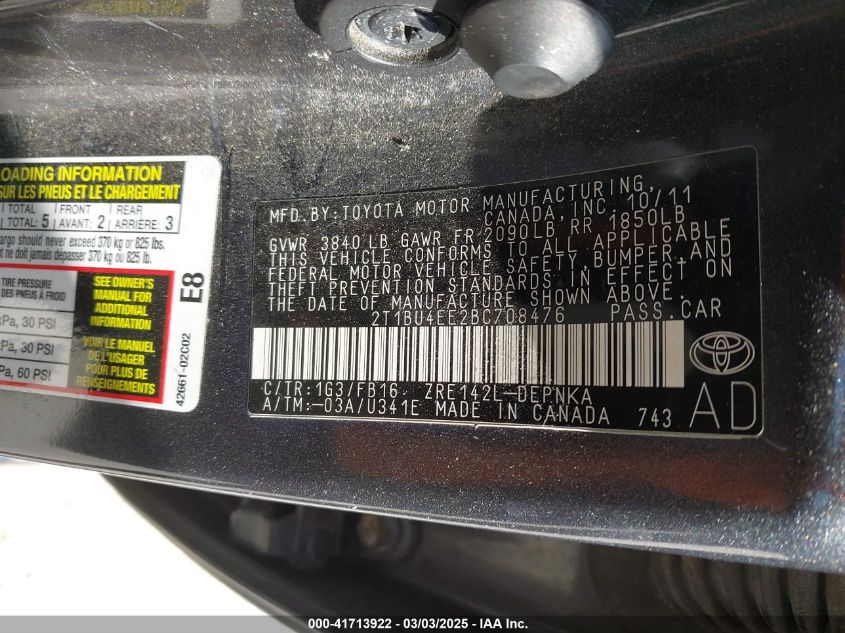 OADING INFORMATION
SUR LES PNEUS ET LE CHARGEMENT
TOTAL FRONT REAR
TOTAL: 5 AVANT: 2 ARRIÈRE: 3
argo should never exceed 370 kg or 825 lbs.
nt ne doit jamais dépasser 370 kg ou 825 lb.
TIRE PRESSURE
DES PNEUS À FROID
Pa, 30 PSI
Pa, 30 PSI
Pa, 60 PSI
SEE OWNER'S
MANUAL FOR
ADDITIONAL
INFORMATION
VOIR LE MANUEL
DE L'USAGER
POUR PLUS DE
RENSEIGNEMENTS
E8
42661-02C02
MFD. BY: TOYOTA MOTOR MANUFACTURING,
CANADA, INC. 10/11
GVWR 3840 LB GAWR FR 2090LB RR 1850LB
THIS VEHICLE CONFORMS TO ALL APPLICABLE
FEDERAL MOTOR VEHICLE SAFETY, BUMPER, AND
THEFT PREVENTION STANDARDS IN EFFECT ON
THE DATE OF MANUFACTURE SHOWN ABOVE.
2T1BU4EE2BC708476 PASS.CAR
C/TR:1G3/FB16 ZRE142L-DEPNKA
A/TM:-03A/U341E MADE IN CANADA 743
AD
000-41713922 - 03/03/2025 - IAA Inc.